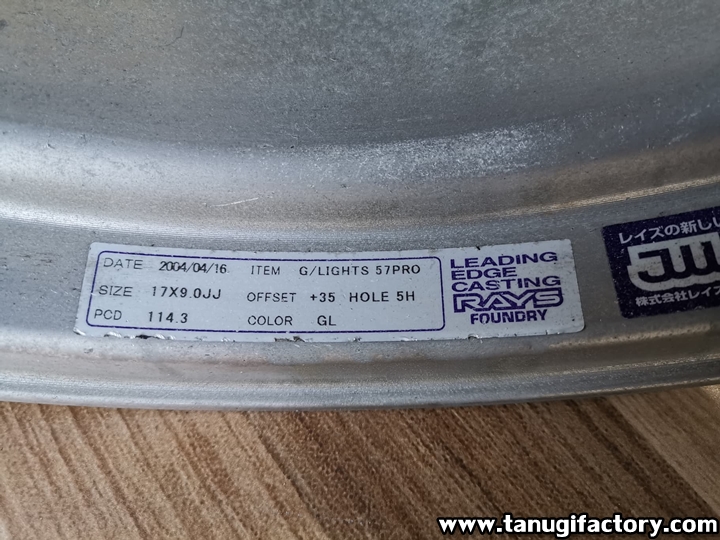 DATE 2004/04/16 ITEM G/LIGHTS 57PRO
SIZE 17X9.0JJ OFFSET +35 HOLE 5H
PCD 114.3 COLOR GL
LEADING
EDGE
CASTING
RAYS
FOUNDRY
レイズの新しい
JW
株式会社レイズ
www.tanugifactory.com